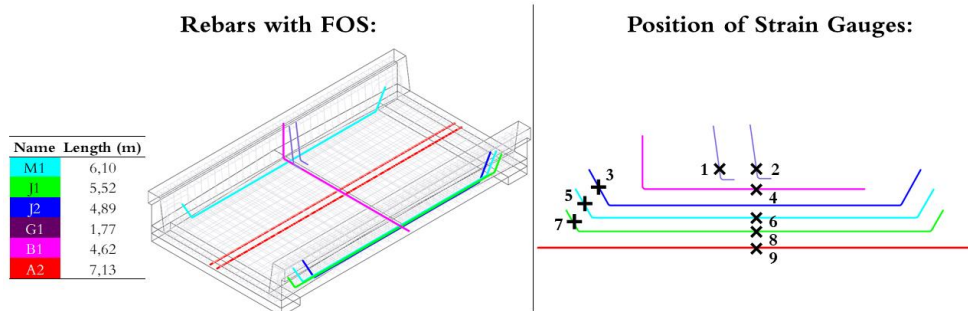 Rebars with FOS:
Name Length (m)
M1 6,10
J1 5,52
J2 4,89
G1 1,77
B1 4,62
A2 7,13
Position of Strain Gauges:
1 2
3
4
5
6
7
8
9